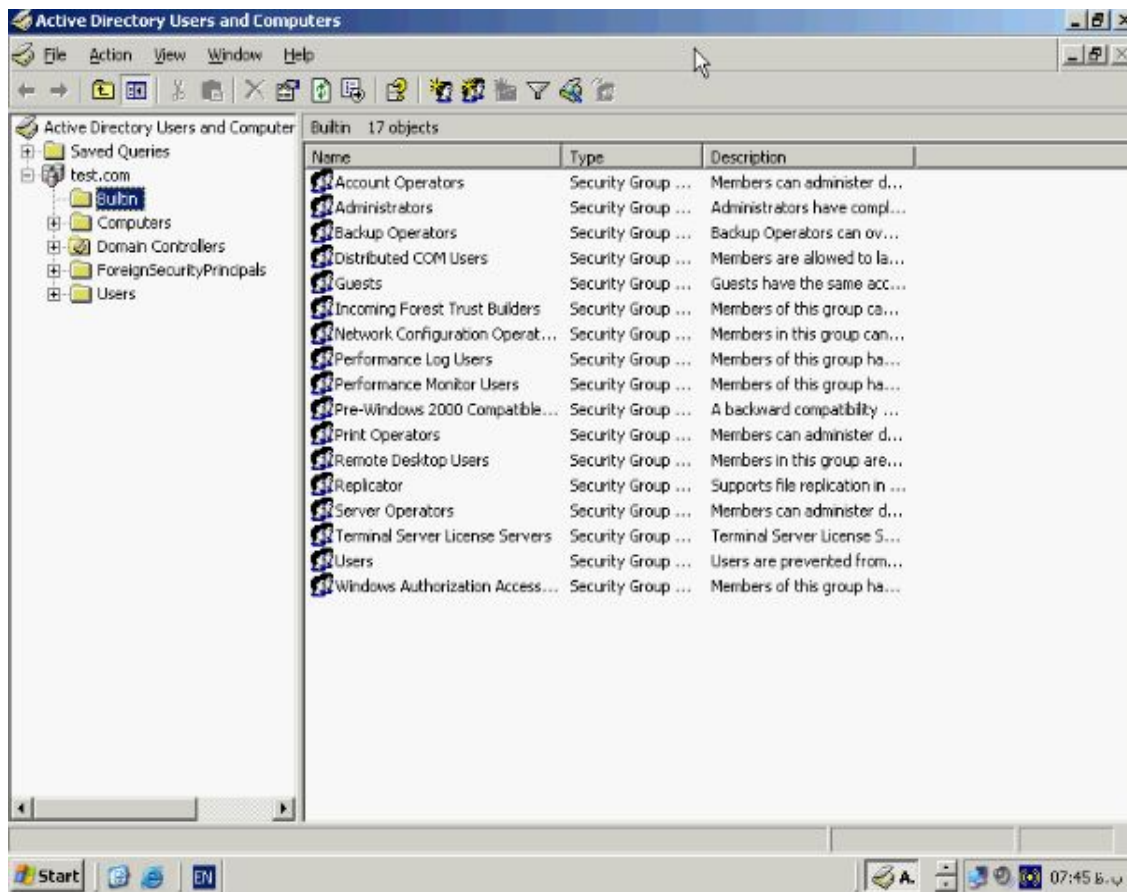 Active Directory Users and Computers
File Action View Window Help
Active Directory Users and Computer
Saved Queries
test.com
Builtin
Computers
Domain Controllers
ForeignSecurityPrincipals
Users
Builtin 17 objects
Name Type Description
Account Operators Security Group ... Members can administer d...
Administrators Security Group ... Administrators have compl...
Backup Operators Security Group ... Backup Operators can ov...
Distributed COM Users Security Group ... Members are allowed to la...
Guests Security Group ... Guests have the same acc...
Incoming Forest Trust Builders Security Group ... Members of this group ca...
Network Configuration Operat... Security Group ... Members in this group can...
Performance Log Users Security Group ... Members of this group ha...
Performance Monitor Users Security Group ... Members of this group ha...
Pre-Windows 2000 Compatible... Security Group ... A backward compatibility ...
Print Operators Security Group ... Members can administer d...
Remote Desktop Users Security Group ... Members in this group are...
Replicator Security Group ... Supports file replication in ...
Server Operators Security Group ... Members can administer d...
Terminal Server License Servers Security Group ... Terminal Server License S...
Users Security Group ... Users are prevented from...
Windows Authorization Access... Security Group ... Members of this group ha...
Start EN A. 07:45